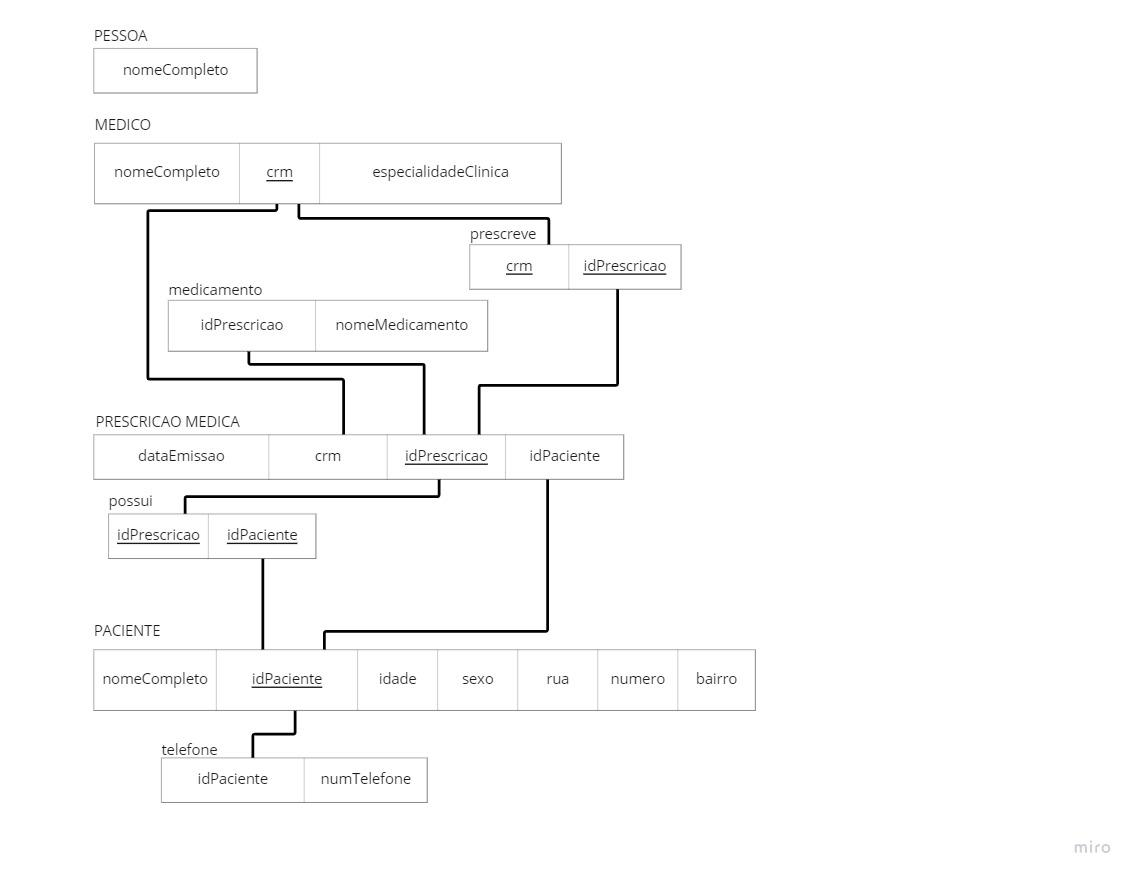 PESSOA
nomeCompleto
MEDICO
nomeCompleto crm especialidadeClinica
prescreve
crm idPrescricao
medicamento
idPrescricao nomeMedicamento
PRESCRICAO MEDICA
dataEmissao crm idPrescricao idPaciente
possui
idPrescricao idPaciente
PACIENTE
nomeCompleto idPaciente idade sexo rua numero bairro
telefone
idPaciente numTelefone
miro